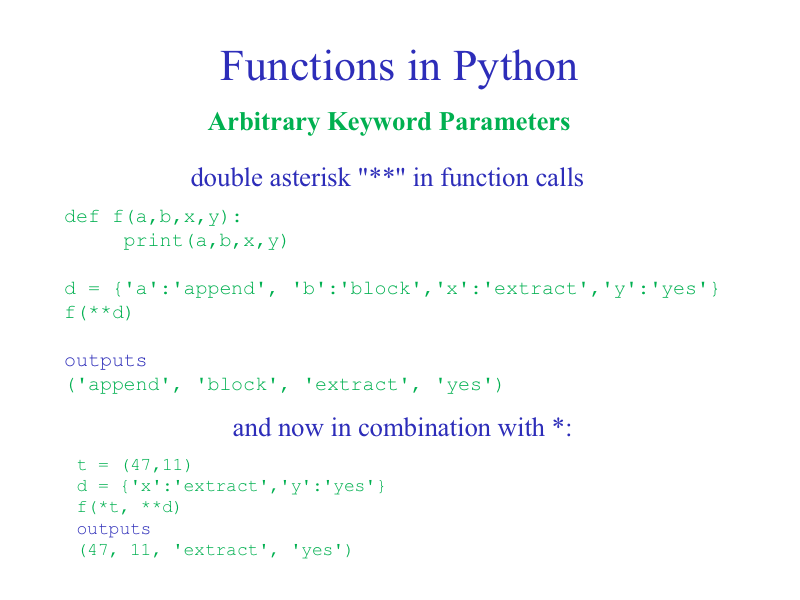 Functions in Python
Arbitrary Keyword Parameters
double asterisk "**" in function calls
def f(a,b,x,y):
     print(a,b,x,y)
d = {'a':'append', 'b':'block','x':'extract','y':'yes'}
f(**d)
outputs
('append', 'block', 'extract', 'yes')
and now in combination with *:
t = (47,11)
d = {'x':'extract','y':'yes'}
f(*t, **d)
outputs
(47, 11, 'extract', 'yes')